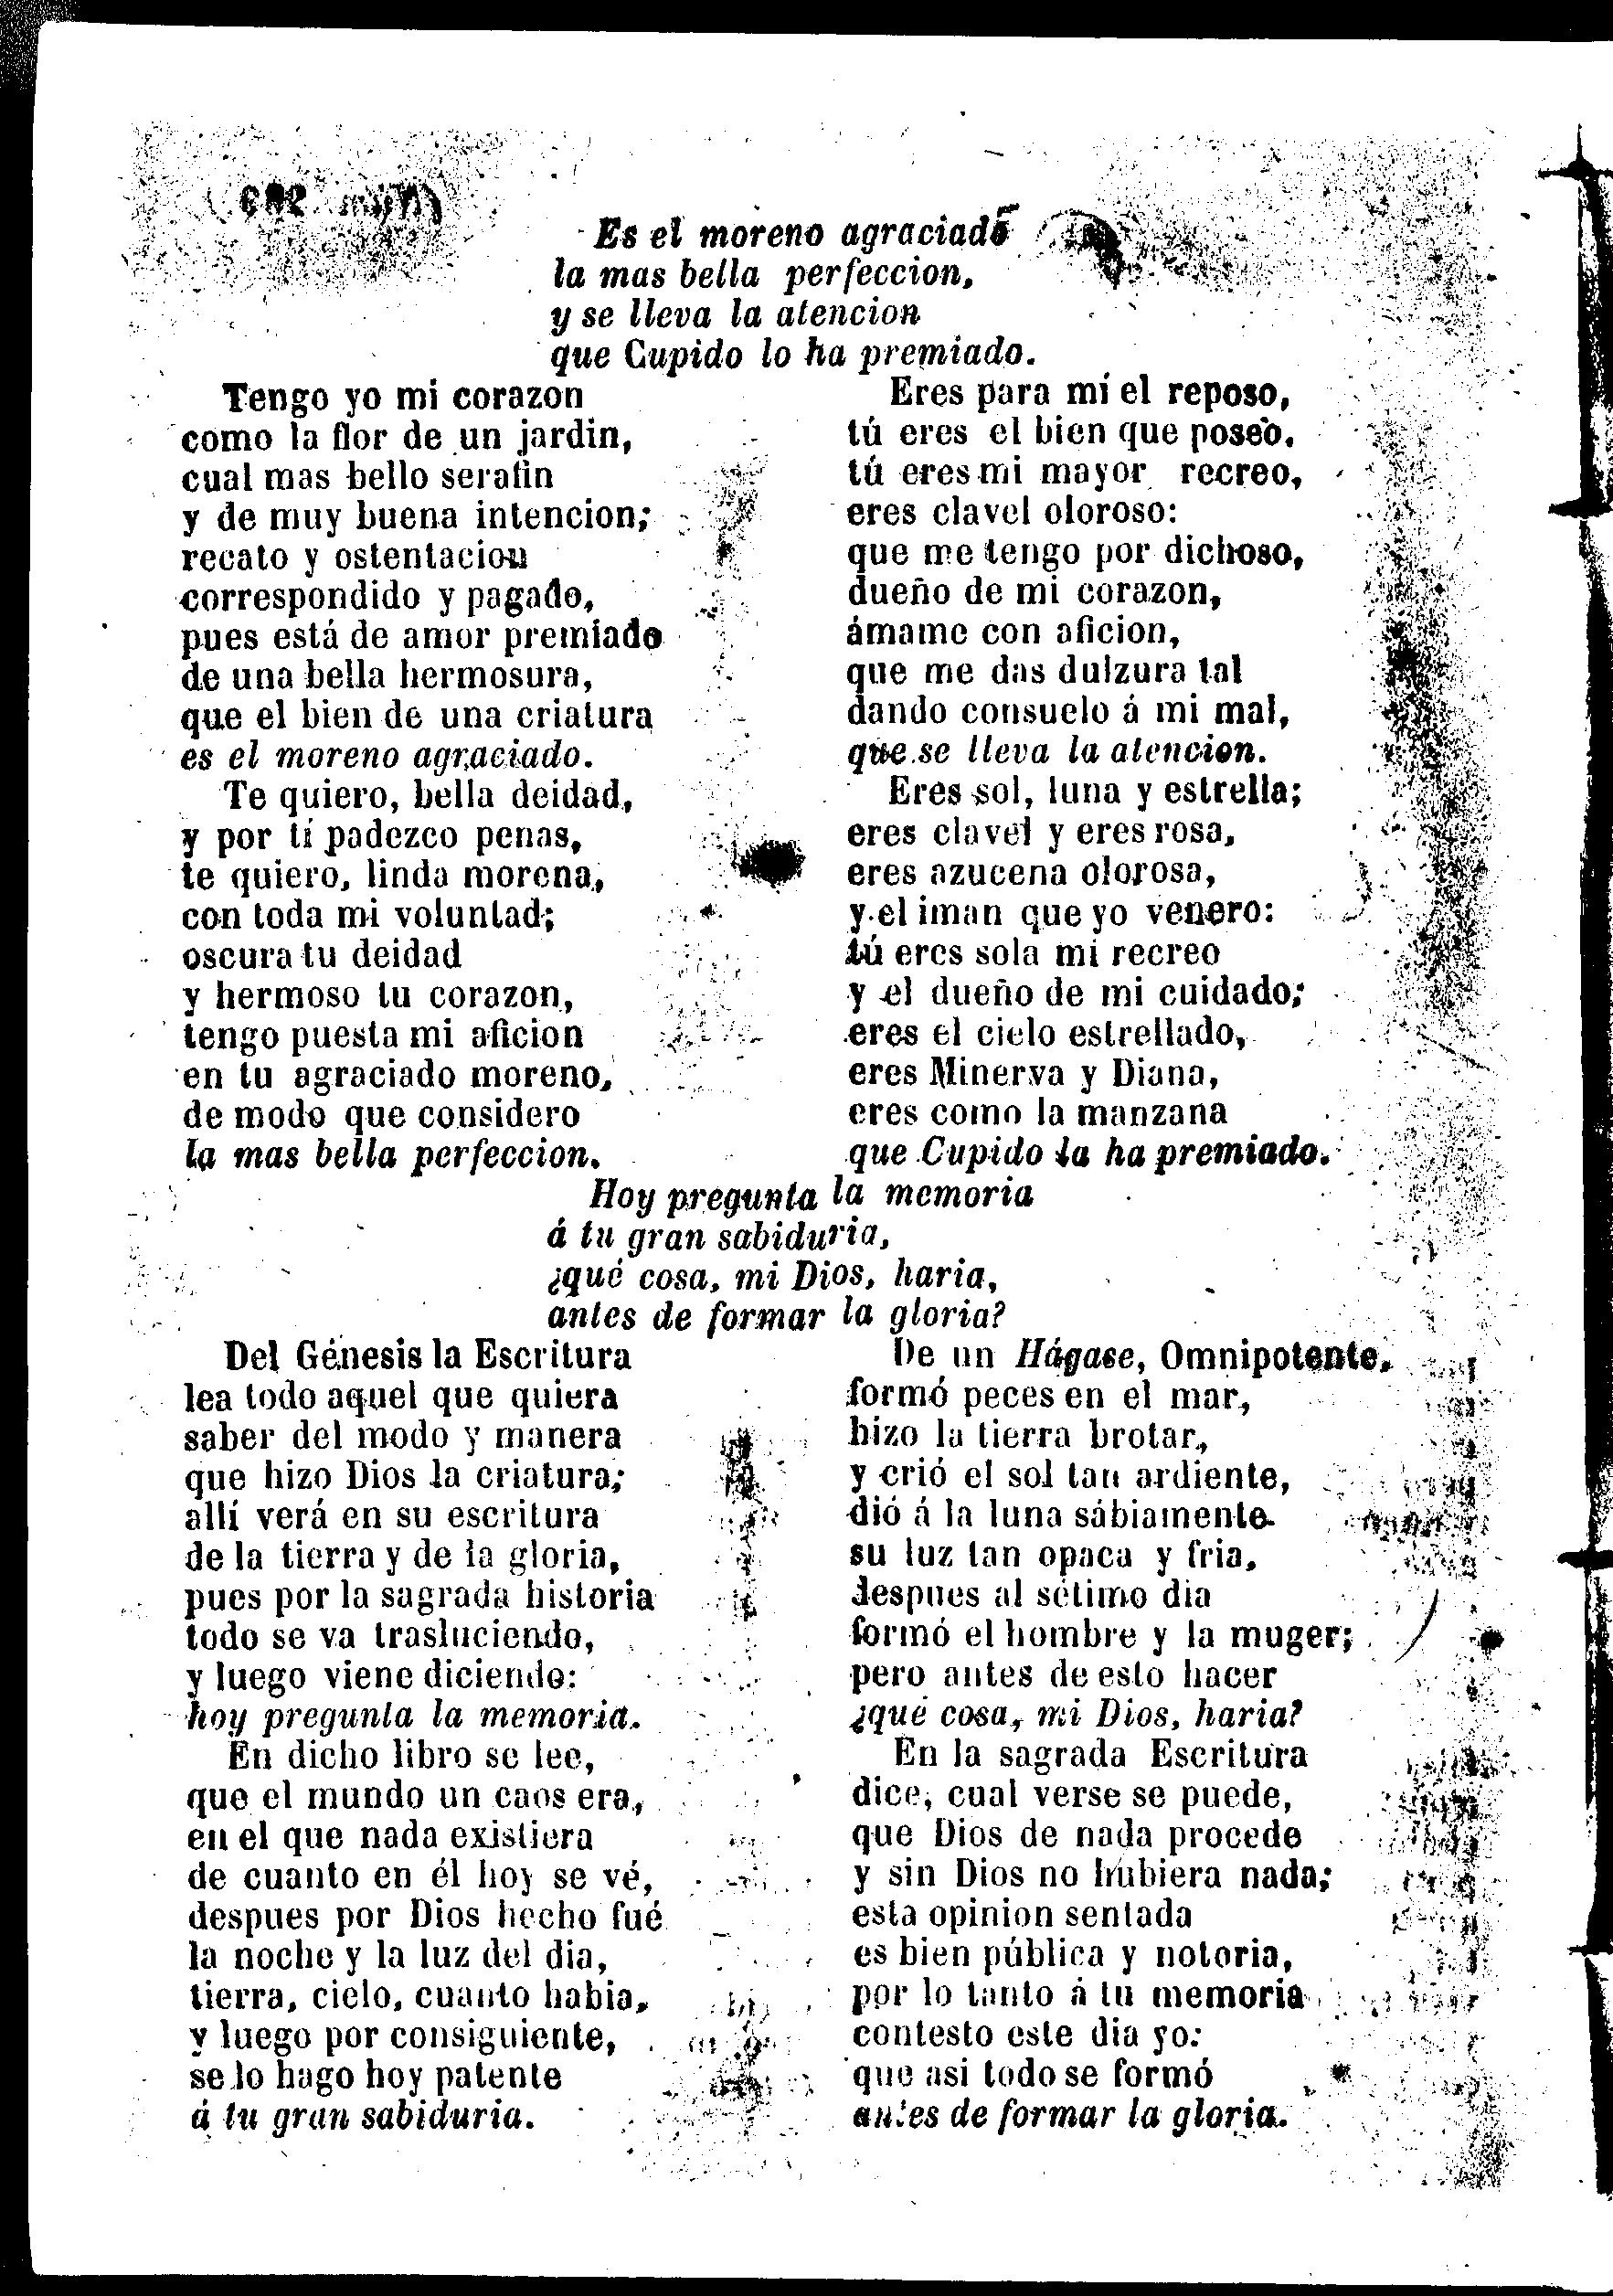 Es el moreno agraciado
la mas bella perfeccion,
y se lleva la atencion
que Cupido lo ha premiado.
Tengo yo mi corazon
como la flor de un jardin,
cual mas bello serafin
y de muy buena intencion;
recato y ostentacion
correspondido y pagado,
pues está de amor premiado
de una bella hermosura,
que el bien de una criatura
es el moreno agraciado.
Te quiero, bella deidad,
y por tí padezco penas,
te quiero, linda morena,
con toda mi voluntad;
oscura tu deidad
y hermoso tu corazon,
tengo puesta mi aficion
en tu agraciado moreno,
de modo que considero
la mas bella perfeccion.
Eres para mí el reposo,
tú eres el bien que poseo,
tú eres mi mayor recreo,
eres clavel oloroso:
que me tengo por dichoso,
dueño de mi corazon,
ámame con aficion,
que me das dulzura tal
dando consuelo á mi mal,
que se lleva la atencion.
Eres sol, luna y estrella;
eres clavel y eres rosa,
eres azucena olorosa,
y el iman que yo venero:
tú eres sola mi recreo
y el dueño de mi cuidado;
eres el cielo estrellado,
eres Minerva y Diana,
eres como la manzana
que Cupido la ha premiado.
Hoy pregunta la memoria
á tu gran sabiduria,
¿qué cosa, mi Dios, haria,
antes de formar la gloria?
Del Génesis la Escritura
lea todo aquel que quiera
saber del modo y manera
que hizo Dios la criatura;
allí verá en su escritura
de la tierra y de la gloria,
pues por la sagrada historia
todo se va trasluciendo,
y luego viene diciendo:
hoy pregunta la memoria.
En dicho libro se lee,
que el mundo un caos era,
en el que nada existiera
de cuanto en él hoy se vé,
despues por Dios hecho fué
la noche y la luz del dia,
tierra, cielo, cuanto habia,
y luego por consiguiente,
se lo hago hoy patente
á tu gran sabiduria.
De un Hágase, Omnipotente,
formó peces en el mar,
hizo la tierra brotar,
y crió el sol tan ardiente,
dió á la luna sábiamente
su luz tan opaca y fria,
despues al sétimo dia
formó el hombre y la muger;
pero antes de esto hacer
¿qué cosa, mi Dios, haria?
En la sagrada Escritura
dice, cual verse se puede,
que Dios de nada procede
y sin Dios no hubiera nada;
esta opinion sentada
es bien pública y notoria,
por lo tanto á tu memoria
contesto este dia yo:
que asi todo se formó
antes de formar la gloria.